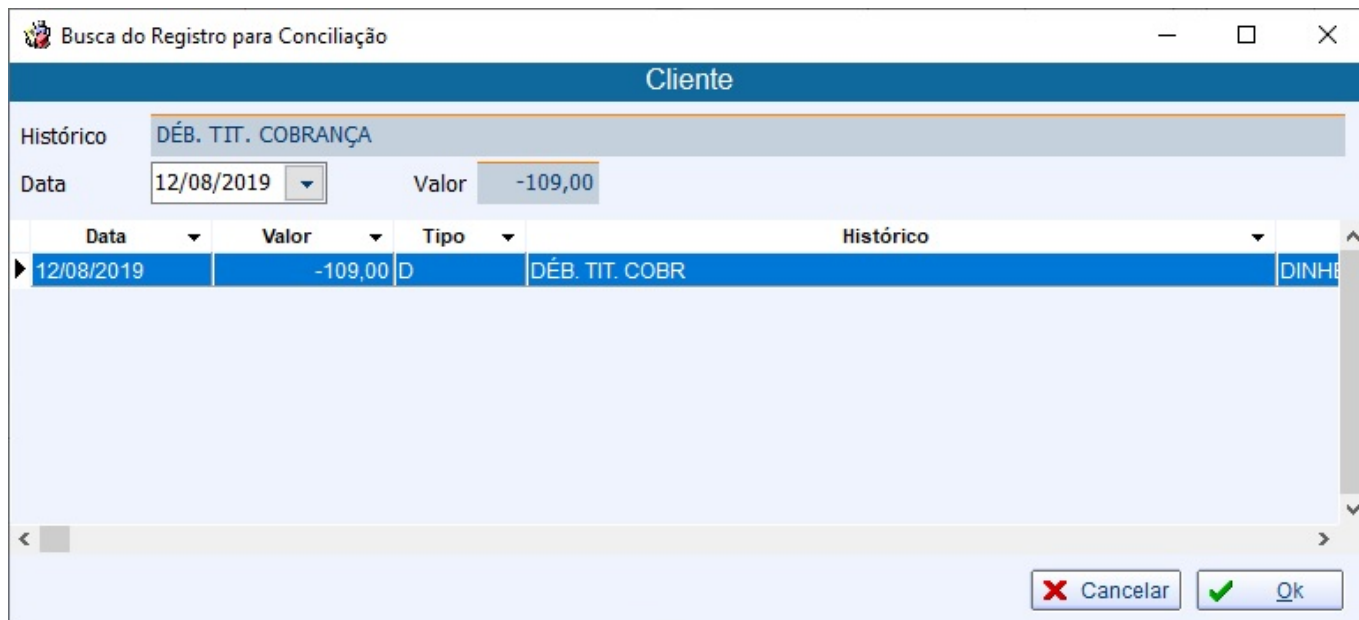 Busca do Registro para Conciliação
Cliente
Histórico DÉB. TIT. COBRANÇA
Data 12/08/2019 Valor -109,00
Data Valor Tipo Histórico
12/08/2019 -109,00 D DÉB. TIT. COBR DINHE
Cancelar Ok